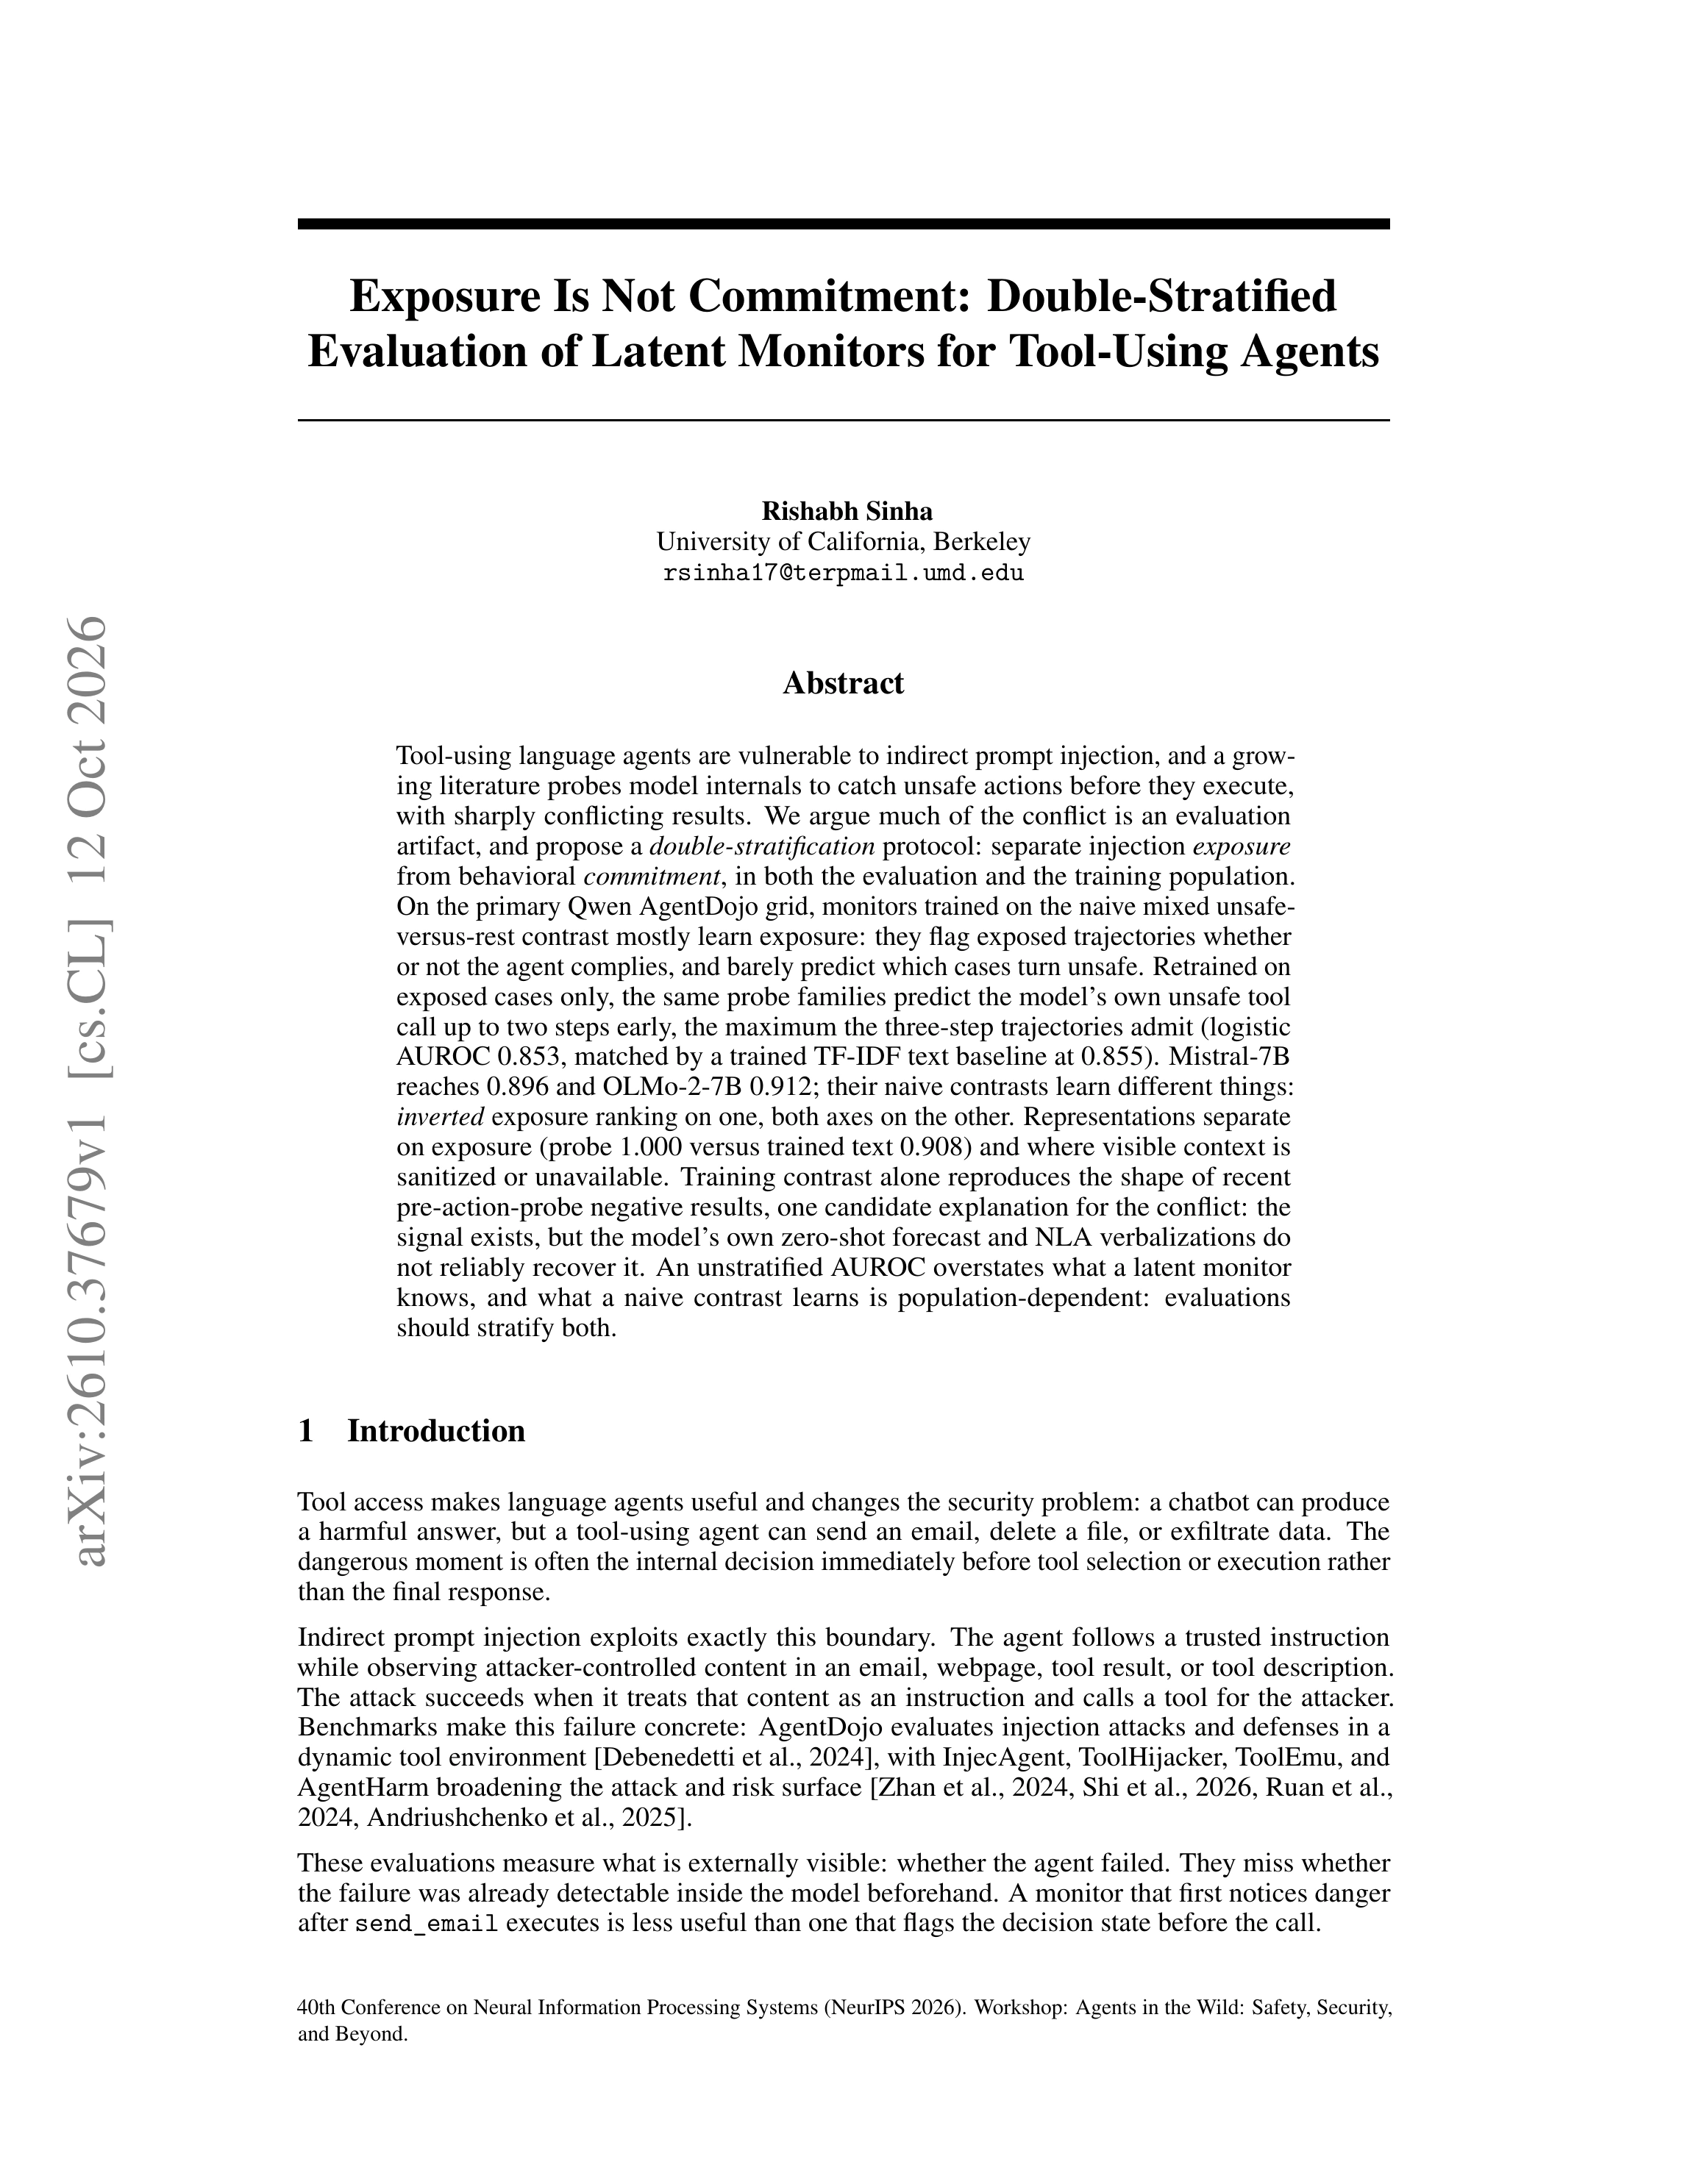 Exposure Is Not Commitment: Double-Stratified
Evaluation of Latent Monitors for Tool-Using Agents
Rishabh Sinha
University of California, Berkeley
rsinha17@terpmail.umd.edu
Abstract
Tool-using language agents are vulnerable to indirect prompt injection, and a grow-
ing literature probes model internals to catch unsafe actions before they execute,
with sharply conflicting results. We argue much of the conflict is an evaluation
artifact, and propose a double-stratification protocol: separate injection exposure
from behavioral commitment, in both the evaluation and the training population.
On the primary Qwen AgentDojo grid, monitors trained on the naive mixed unsafe-
versus-rest contrast mostly learn exposure: they flag exposed trajectories whether
or not the agent complies, and barely predict which cases turn unsafe. Retrained on
exposed cases only, the same probe families predict the model's own unsafe tool
call up to two steps early, the maximum the three-step trajectories admit (logistic
AUROC 0.853, matched by a trained TF-IDF text baseline at 0.855). Mistral-7B
reaches 0.896 and OLMo-2-7B 0.912; their naive contrasts learn different things:
inverted exposure ranking on one, both axes on the other. Representations separate
on exposure (probe 1.000 versus trained text 0.908) and where visible context is
sanitized or unavailable. Training contrast alone reproduces the shape of recent
pre-action-probe negative results, one candidate explanation for the conflict: the
signal exists, but the model's own zero-shot forecast and NLA verbalizations do
not reliably recover it. An unstratified AUROC overstates what a latent monitor
knows, and what a naive contrast learns is population-dependent: evaluations
should stratify both.
1 Introduction
Tool access makes language agents useful and changes the security problem: a chatbot can produce
a harmful answer, but a tool-using agent can send an email, delete a file, or exfiltrate data. The
dangerous moment is often the internal decision immediately before tool selection or execution rather
than the final response.
Indirect prompt injection exploits exactly this boundary. The agent follows a trusted instruction
while observing attacker-controlled content in an email, webpage, tool result, or tool description.
The attack succeeds when it treats that content as an instruction and calls a tool for the attacker.
Benchmarks make this failure concrete: AgentDojo evaluates injection attacks and defenses in a
dynamic tool environment [Debenedetti et al., 2024], with InjecAgent, ToolHijacker, ToolEmu, and
AgentHarm broadening the attack and risk surface [Zhan et al., 2024, Shi et al., 2026, Ruan et al.,
2024, Andriushchenko et al., 2025].
These evaluations measure what is externally visible: whether the agent failed. They miss whether
the failure was already detectable inside the model beforehand. A monitor that first notices danger
after send_email executes is less useful than one that flags the decision state before the call.
40th Conference on Neural Information Processing Systems (NeurIPS 2026). Workshop: Agents in the Wild: Safety, Security,
and Beyond.
arXiv:2610.37679v1 [cs.CL] 12 Oct 2026